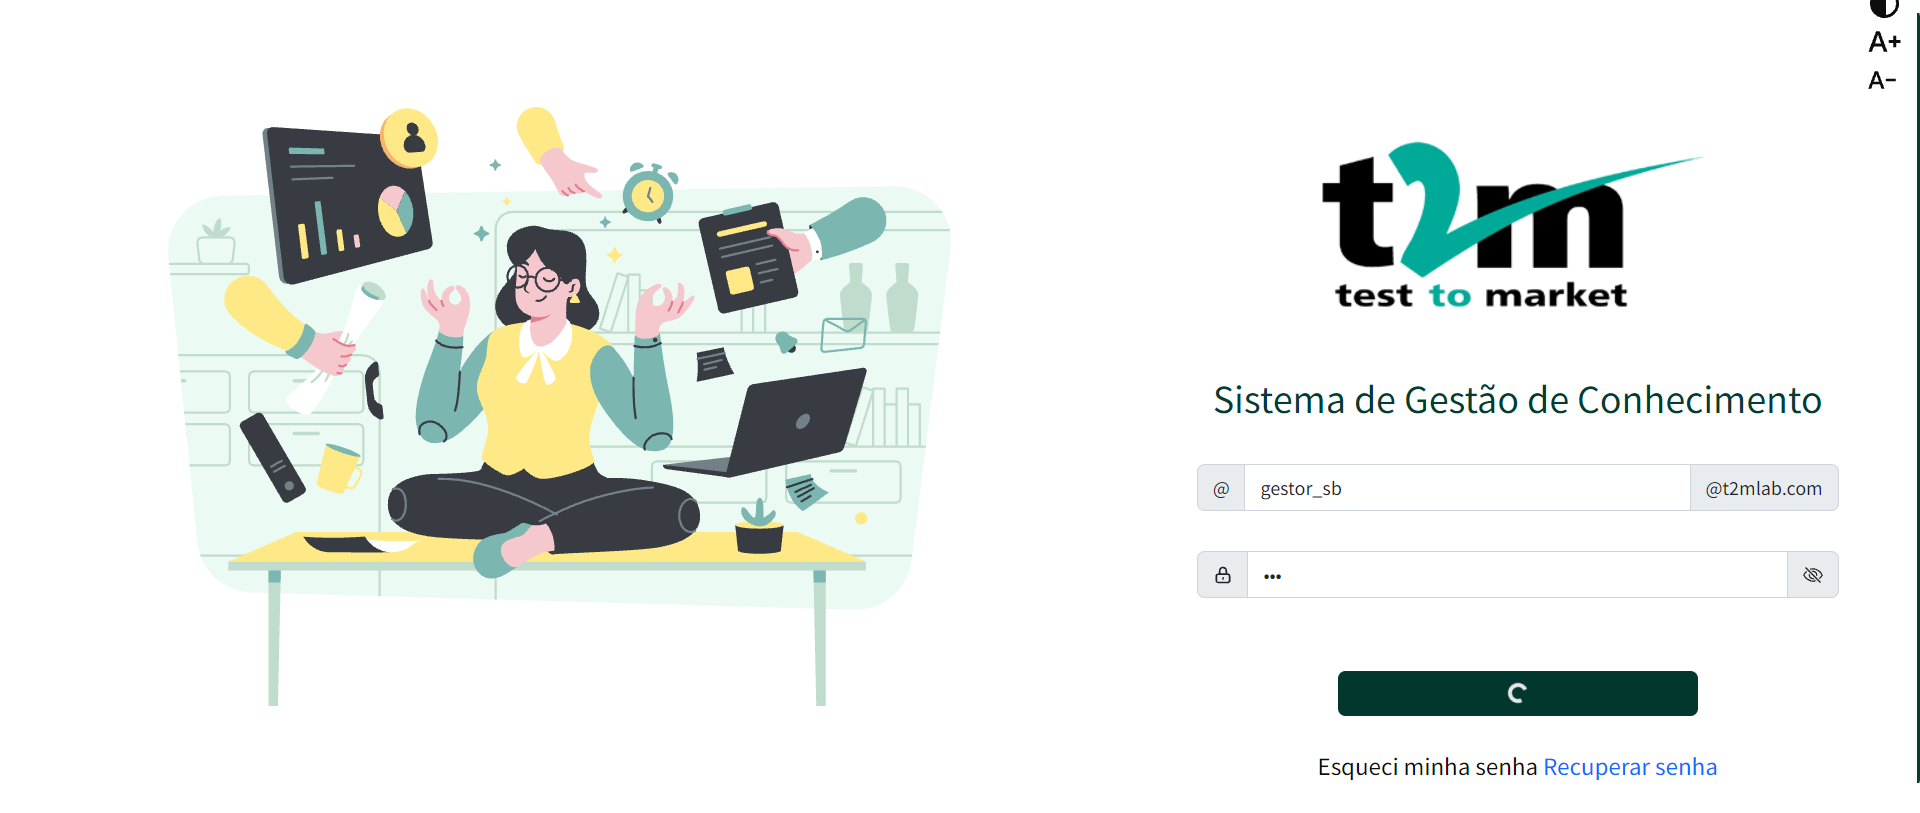 A+
A-
t2m
test to market
Sistema de Gestão de Conhecimento
@ gestor_sb @t2mlab.com
•••
Esqueci minha senha Recuperar senha